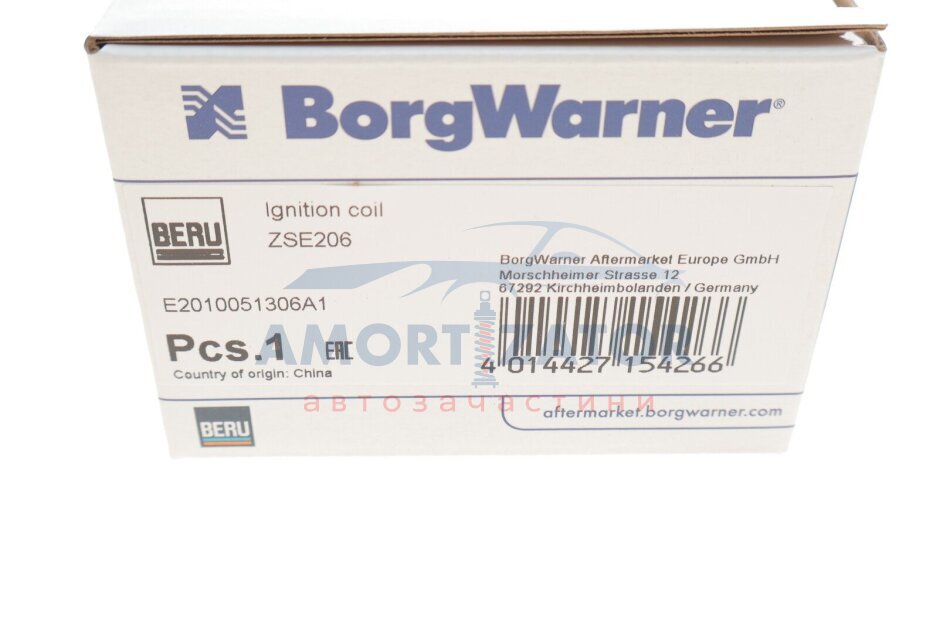 BorgWarner®
BERU
Ignition coil
ZSE206
BorgWarner Aftermarket Europe GmbH
Morschheimer Strasse 12
67292 Kirchheimbolanden / Germany
E2010051306A1
AMORTIZATOR
Pcs.1 EAC
4 014427 154266
Country of origin: China
автозачастини
BERU
aftermarket.borgwarner.com